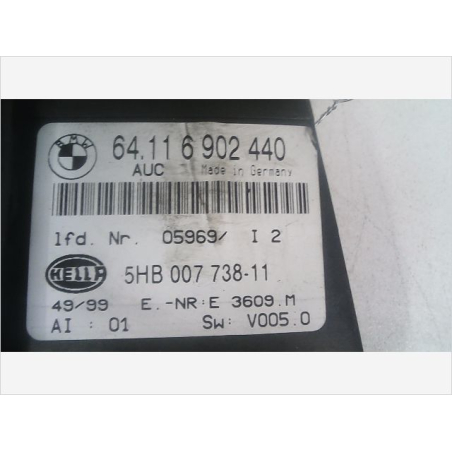 BMW
64.11 6 902 440
AUC Made in Germany
lfd. Nr. 05969/ I 2
HELLA 5HB 007 738-11
49/99 E.-NR:E 3609.M
AI : 01 SW: V005.0